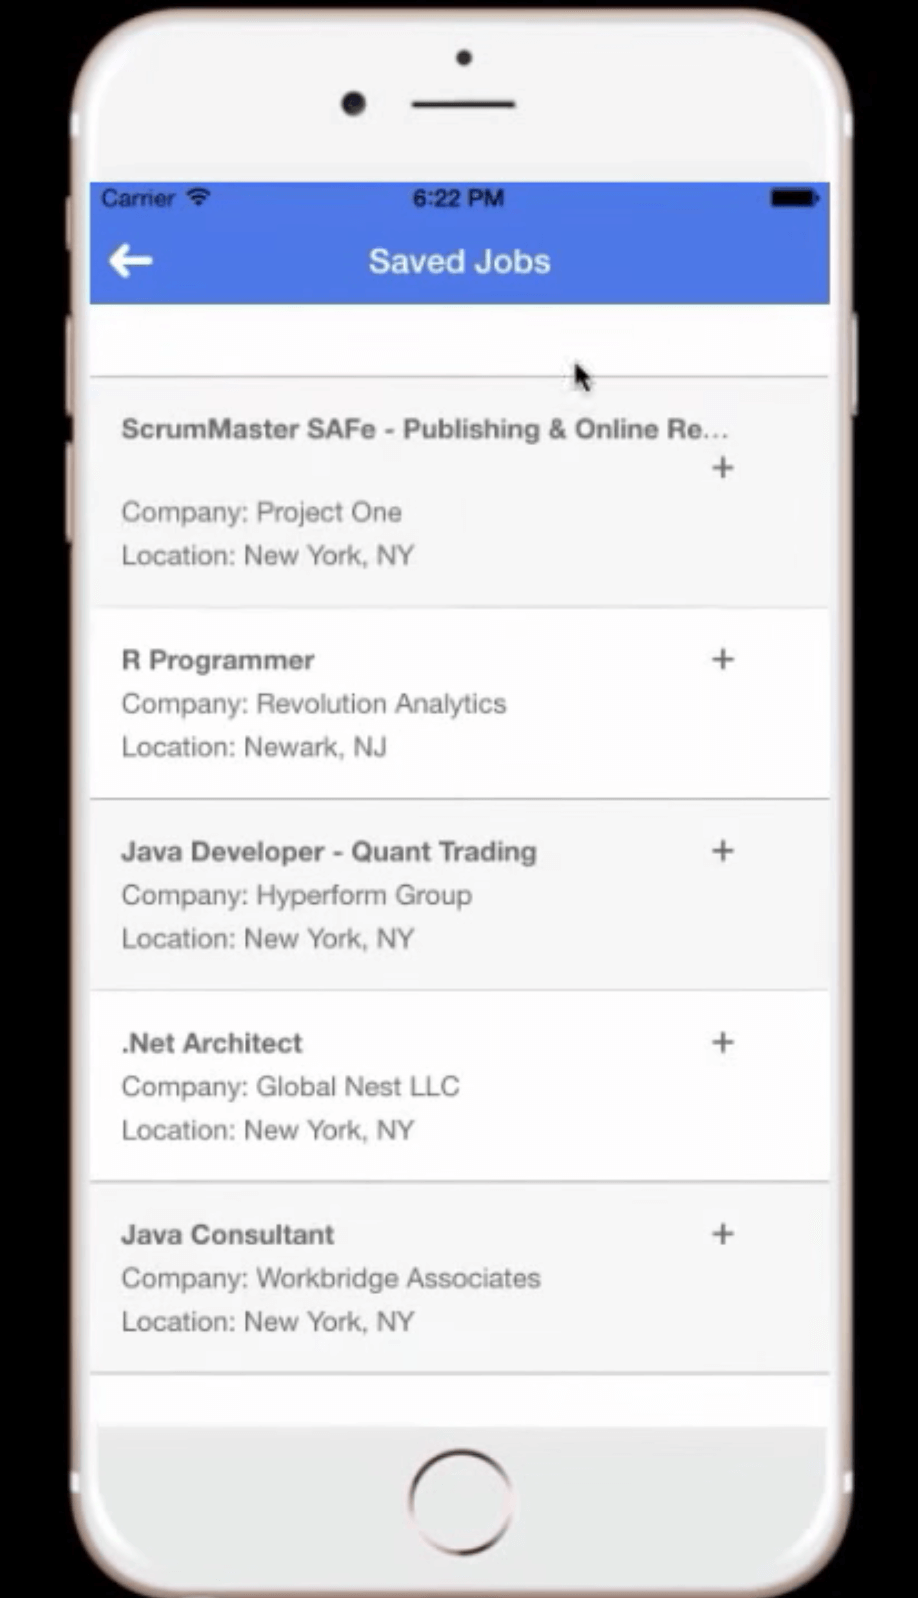 Carrier 6:22 PM
Saved Jobs
ScrumMaster SAFe - Publishing & Online Re...
+
Company: Project One
Location: New York, NY
R Programmer +
Company: Revolution Analytics
Location: Newark, NJ
Java Developer - Quant Trading +
Company: Hyperform Group
Location: New York, NY
.Net Architect +
Company: Global Nest LLC
Location: New York, NY
Java Consultant +
Company: Workbridge Associates
Location: New York, NY